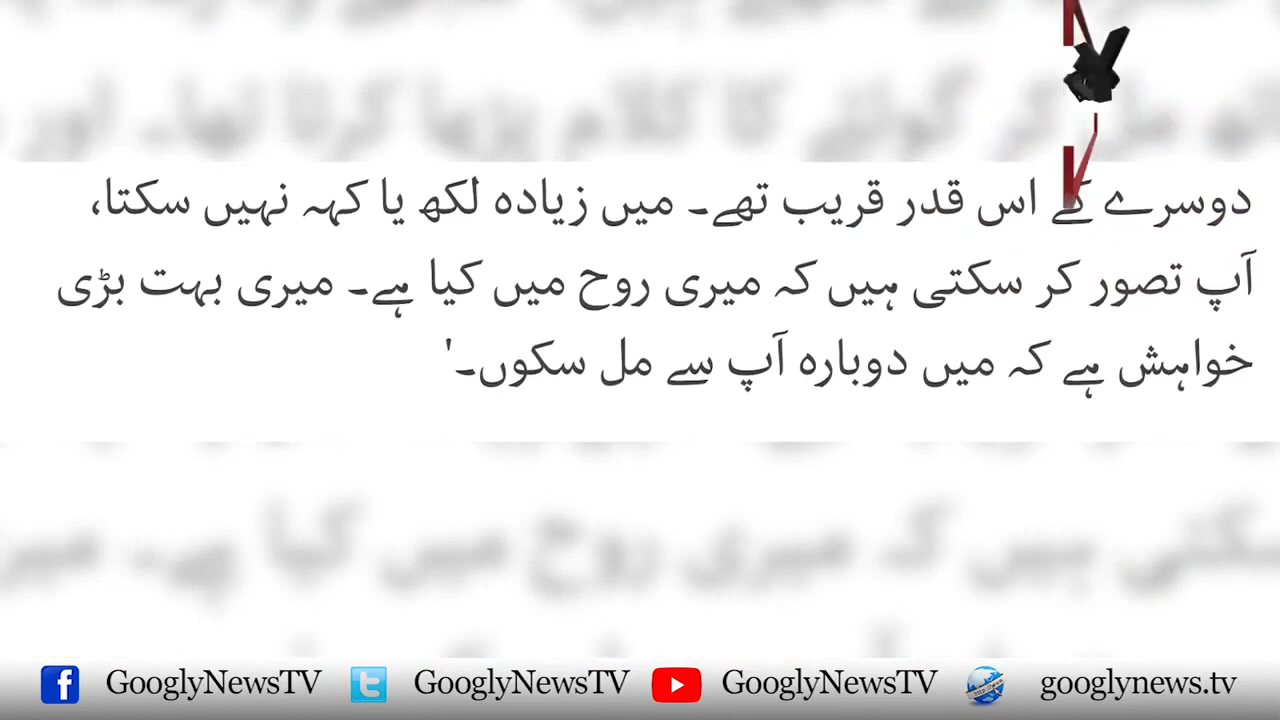 دوسرے کے اس قدر قریب تھے۔ میں زیادہ لکھ یا کہہ نہیں سکتا،
آپ تصور کر سکتی ہیں کہ میری روح میں کیا ہے۔ میری بہت بڑی
خواہش ہے کہ میں دوبارہ آپ سے مل سکوں۔'
GooglyNewsTV GooglyNewsTV GooglyNewsTV googlynews.tv